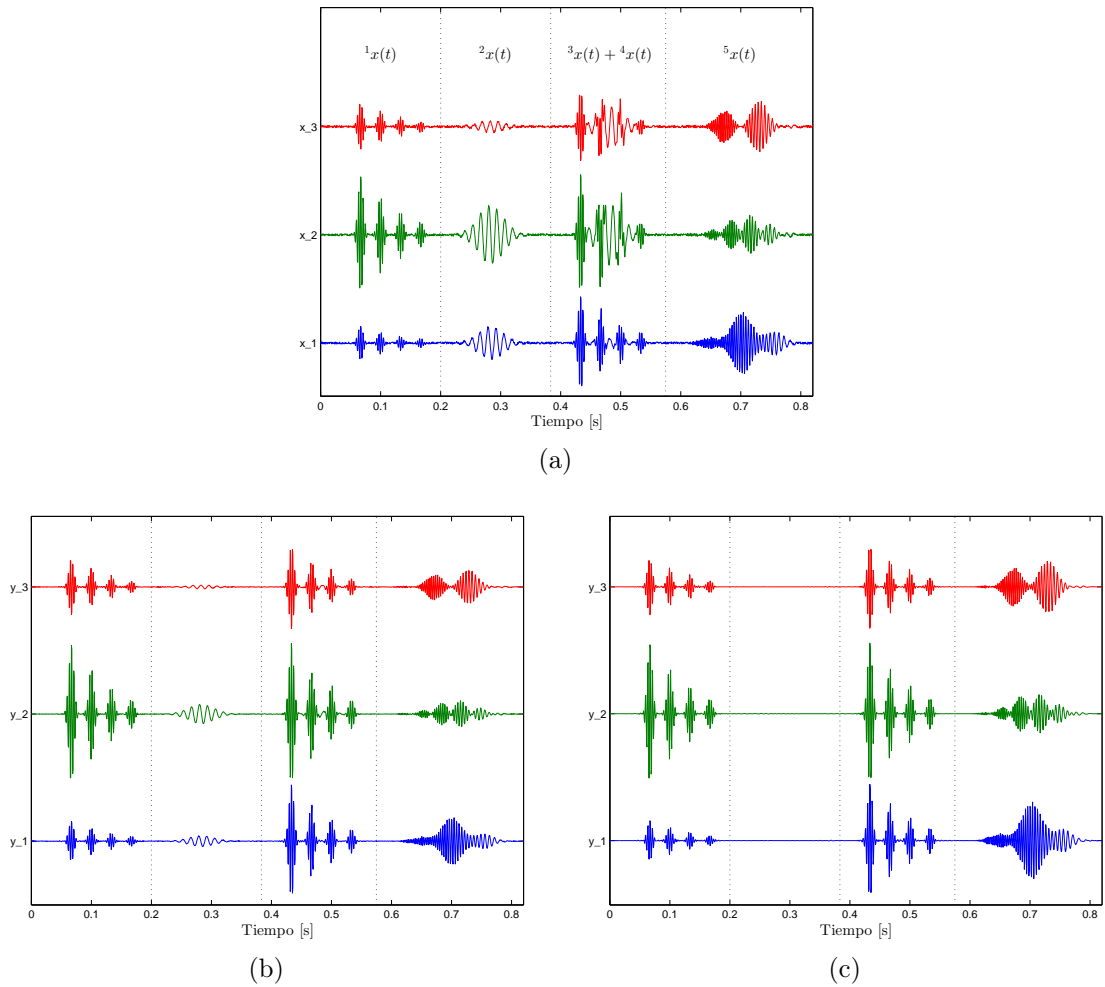 ¹x(t) ²x(t) ³x(t) + ⁴x(t) ⁵x(t)
x_3
x_2
x_1
0 0.1 0.2 0.3 0.4 0.5 0.6 0.7 0.8
Tiempo [s]
(a)
y_3
y_2
y_1
0 0.1 0.2 0.3 0.4 0.5 0.6 0.7 0.8
Tiempo [s]
(b)
y_3
y_2
y_1
0 0.1 0.2 0.3 0.4 0.5 0.6 0.7 0.8
Tiempo [s]
(c)